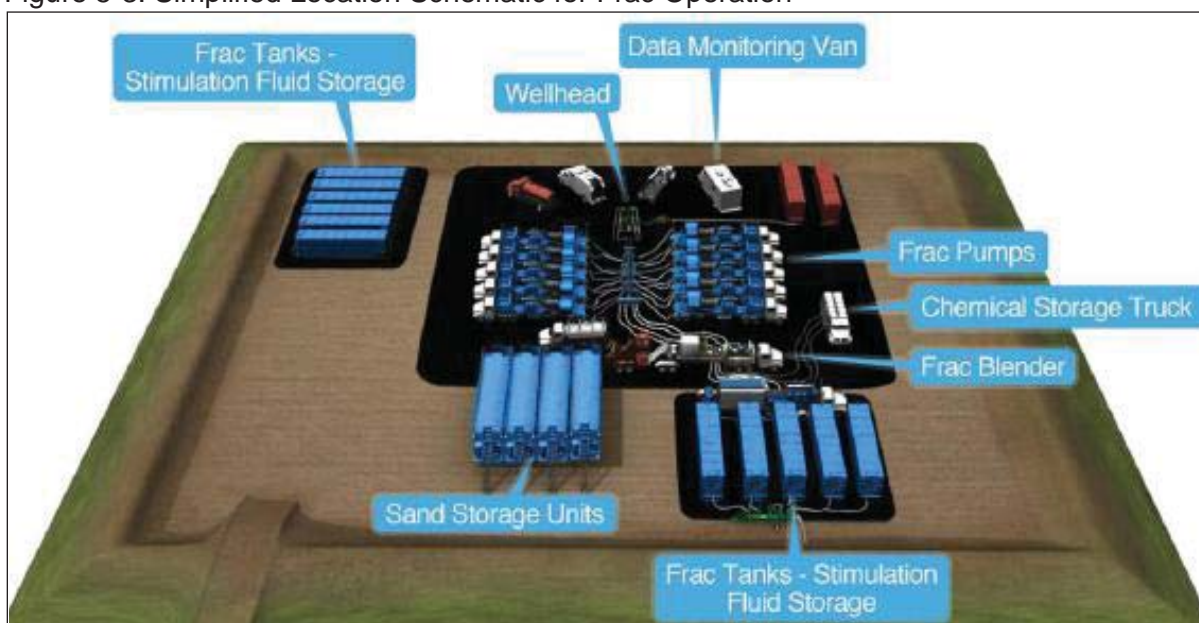 Frac Tanks -
Stimulation Fluid Storage
Data Monitoring Van
Wellhead
Frac Pumps
Chemical Storage Truck
Frac Blender
Sand Storage Units
Frac Tanks - Stimulation
Fluid Storage